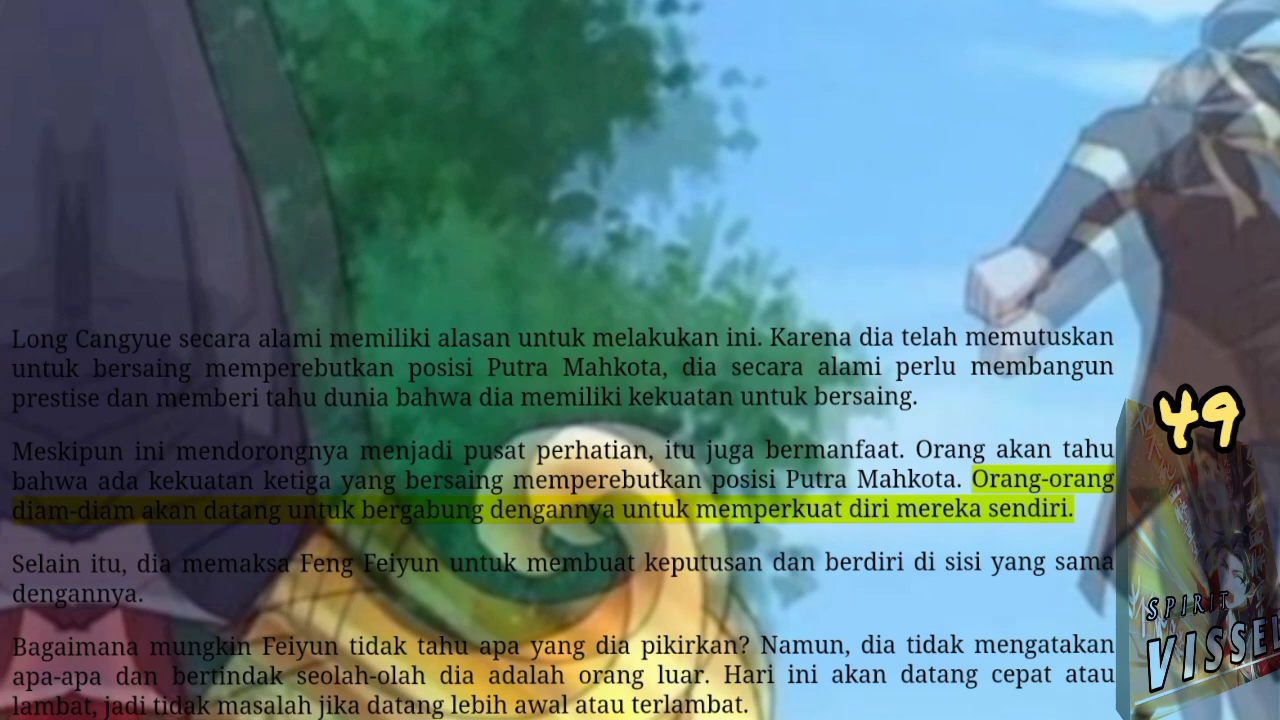 Long Cangyue secara alami memiliki alasan untuk melakukan ini. Karena dia telah memutuskan
untuk bersaing memperebutkan posisi Putra Mahkota, dia secara alami perlu membangun
prestise dan memberi tahu dunia bahwa dia memiliki kekuatan untuk bersaing.
Meskipun ini mendorongnya menjadi pusat perhatian, itu juga bermanfaat. Orang akan tahu
bahwa ada kekuatan ketiga yang bersaing memperebutkan posisi Putra Mahkota. Orang-orang
diam-diam akan datang untuk bergabung dengannya untuk memperkuat diri mereka sendiri.
Selain itu, dia memaksa Feng Feiyun untuk membuat keputusan dan berdiri di sisi yang sama
dengannya.
Bagaimana mungkin Feiyun tidak tahu apa yang dia pikirkan? Namun, dia tidak mengatakan
apa-apa dan bertindak seolah-olah dia adalah orang luar. Hari ini akan datang cepat atau
lambat, jadi tidak masalah jika datang lebih awal atau terlambat.
49
SPIRIT
VISSEL